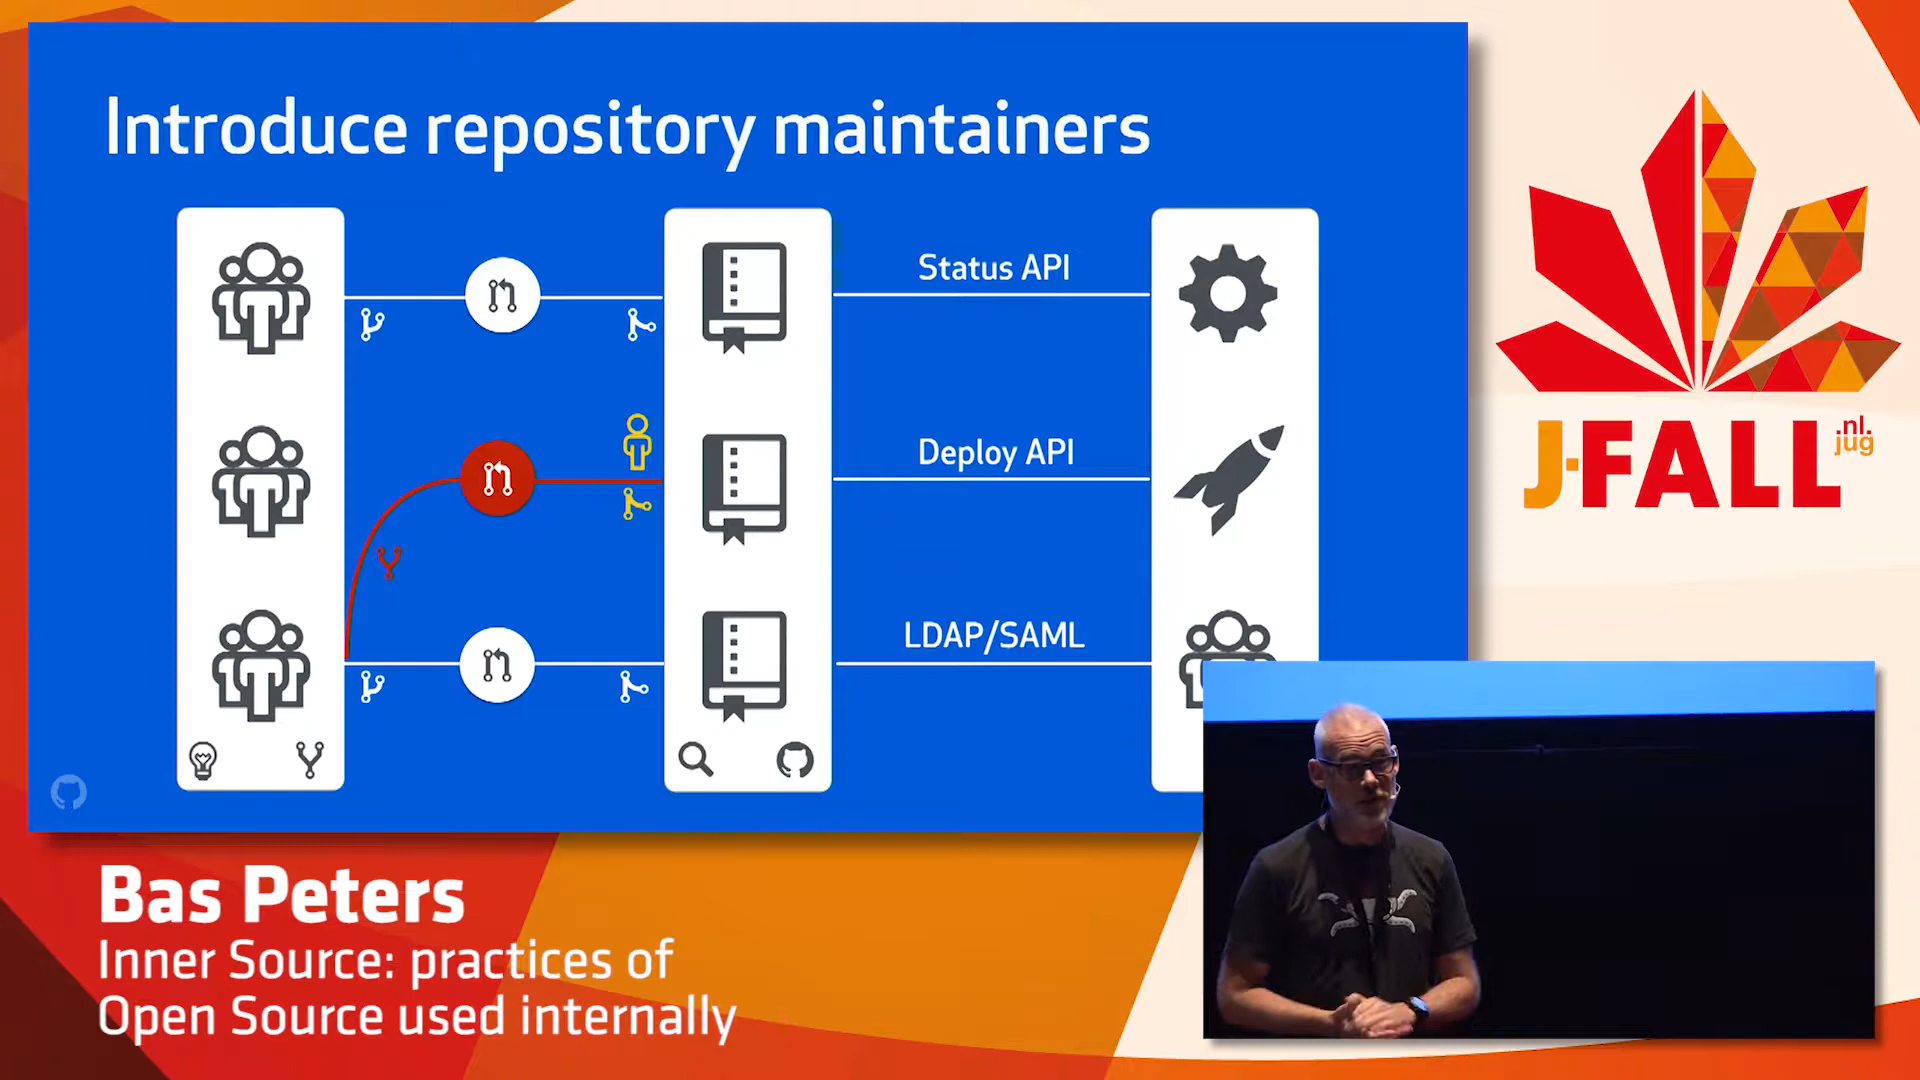 Introduce repository maintainers
Status API
Deploy API
LDAP/SAML
J-FALL
nl.
jug
Bas Peters
Inner Source: practices of
Open Source used internally